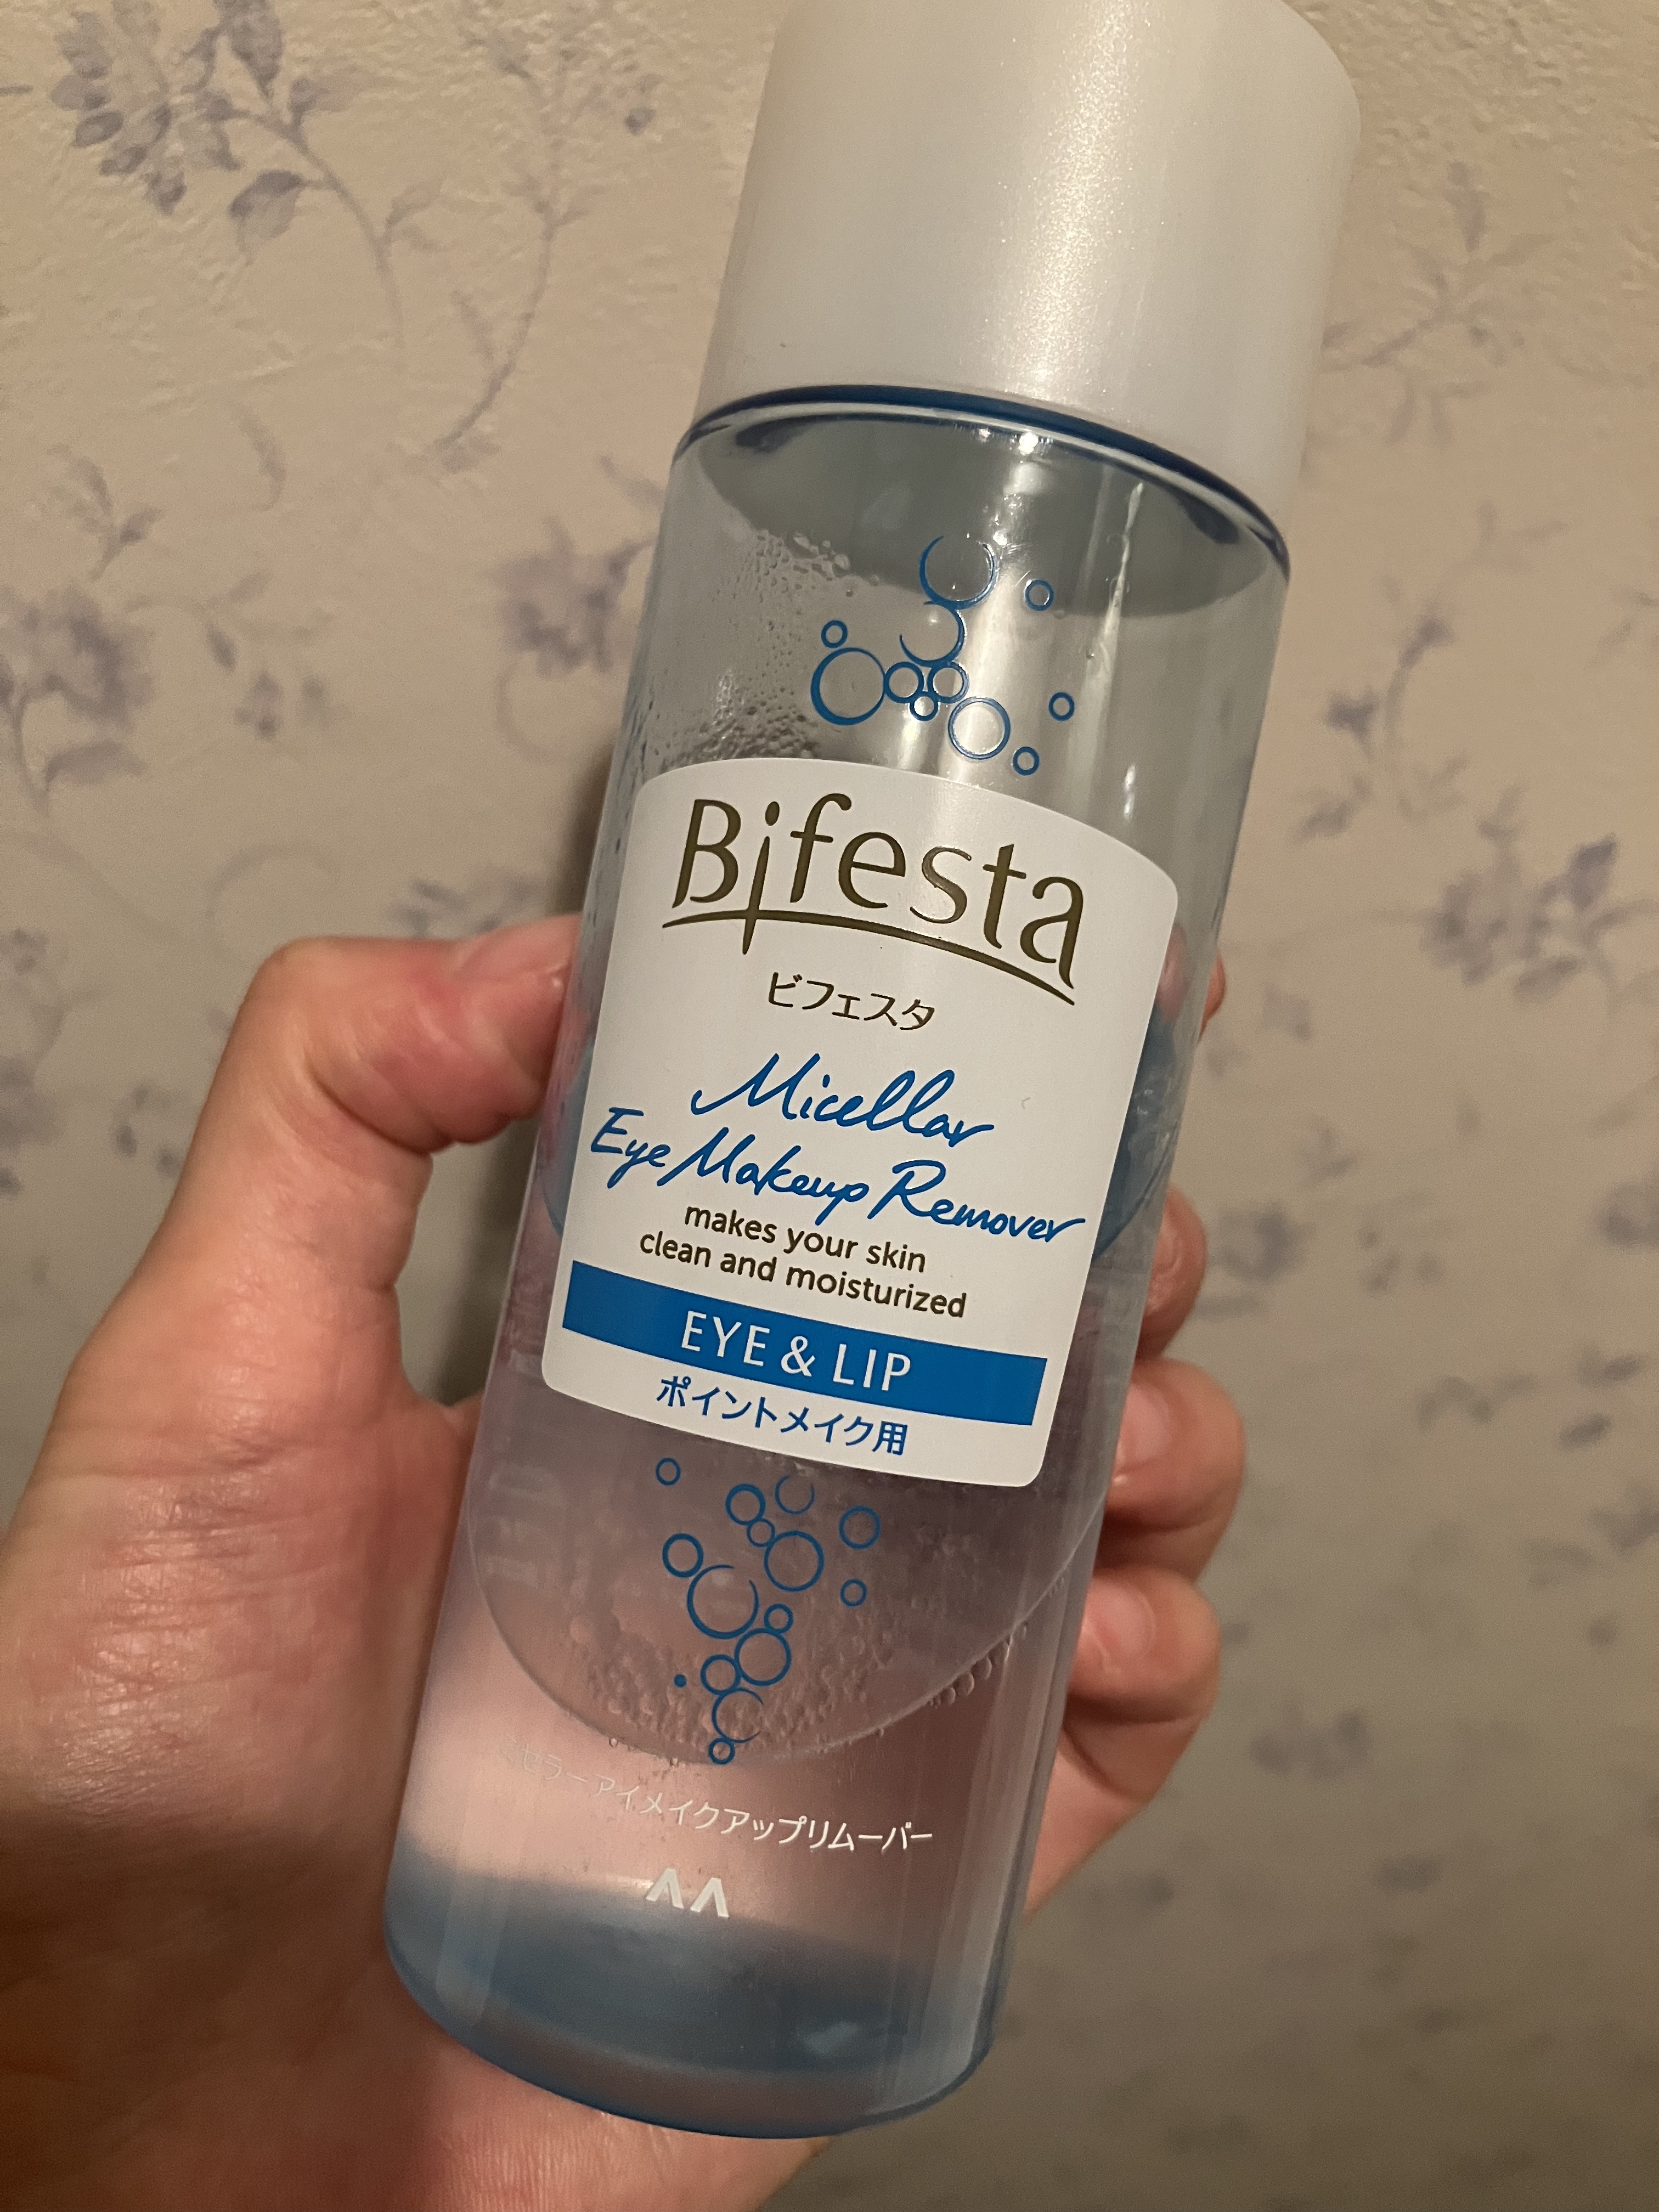 Bifesta
ビフェスタ
Micellar
Eye Makeup Remover
makes your skin
clean and moisturized
EYE & LIP
ポイントメイク用
ミセラーアイメイクアップリムーバー